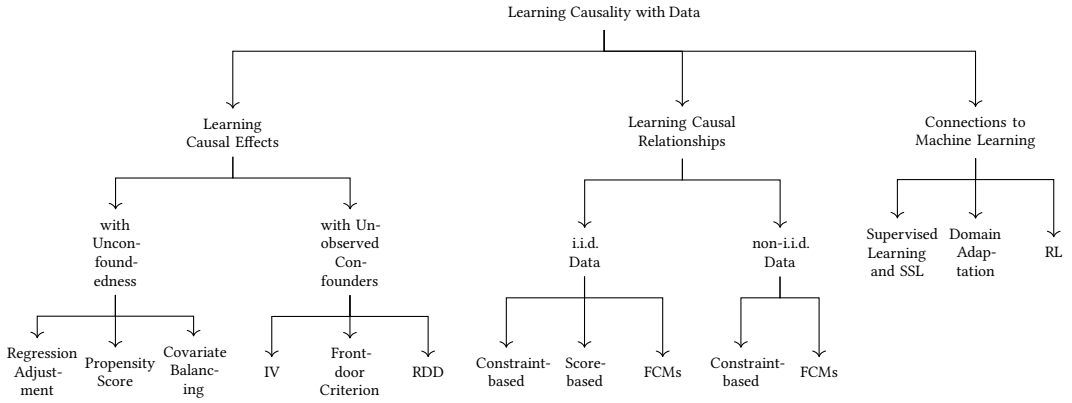 Learning Causality with Data
Learning
Causal Effects
Learning Causal
Relationships
Connections to
Machine Learning
with
Uncon-
found-
edness
with Un-
observed
Con-
founders
i.i.d.
Data
non-i.i.d.
Data
Supervised
Learning
and SSL
Domain
Adap-
tation
RL
Regression
Adjust-
ment
Propensity
Score
Covariate
Balanc-
ing
IV
Front-
door
Criterion
RDD
Constraint-
based
Score-
based
FCMs
Constraint-
based
FCMs